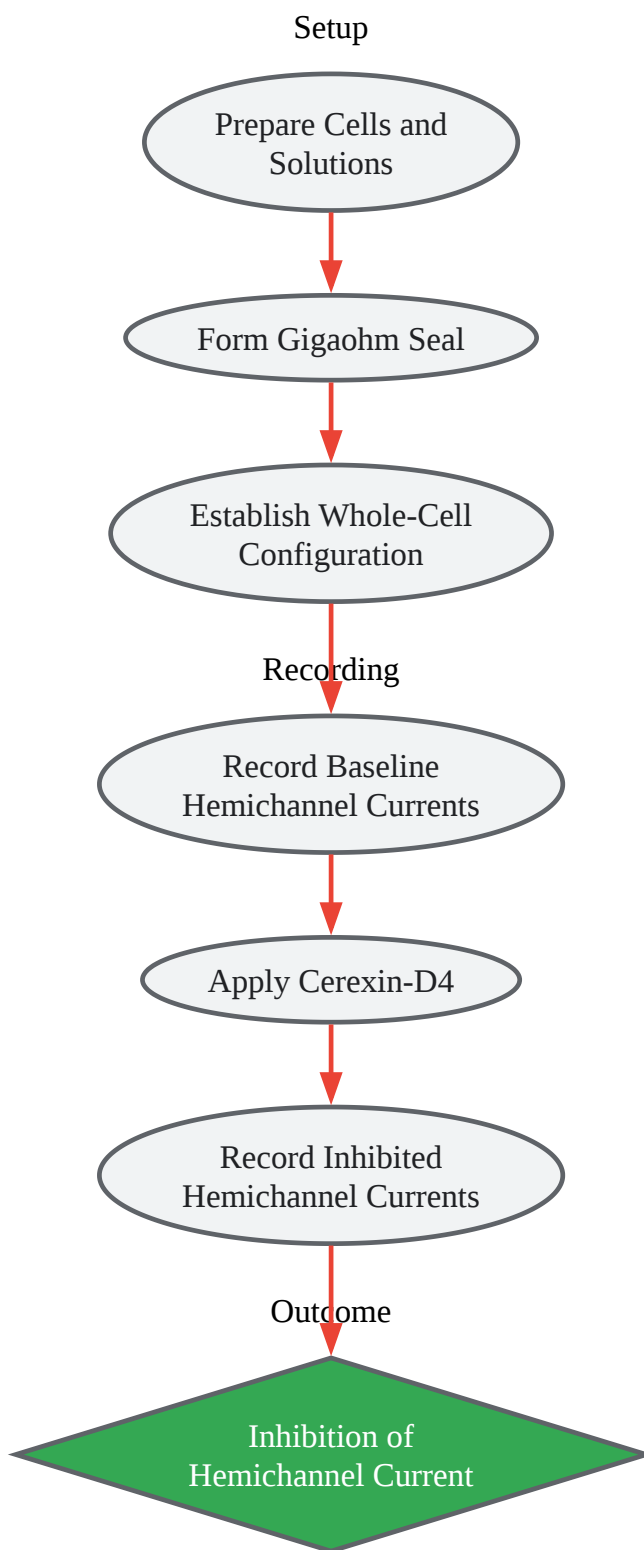 Setup
Prepare Cells and
Solutions
Form Gigaohm Seal
Establish Whole-Cell
Configuration
Recording
Record Baseline
Hemichannel Currents
Apply Cerexin-D4
Record Inhibited
Hemichannel Currents
Outcome
Inhibition of
Hemichannel Current